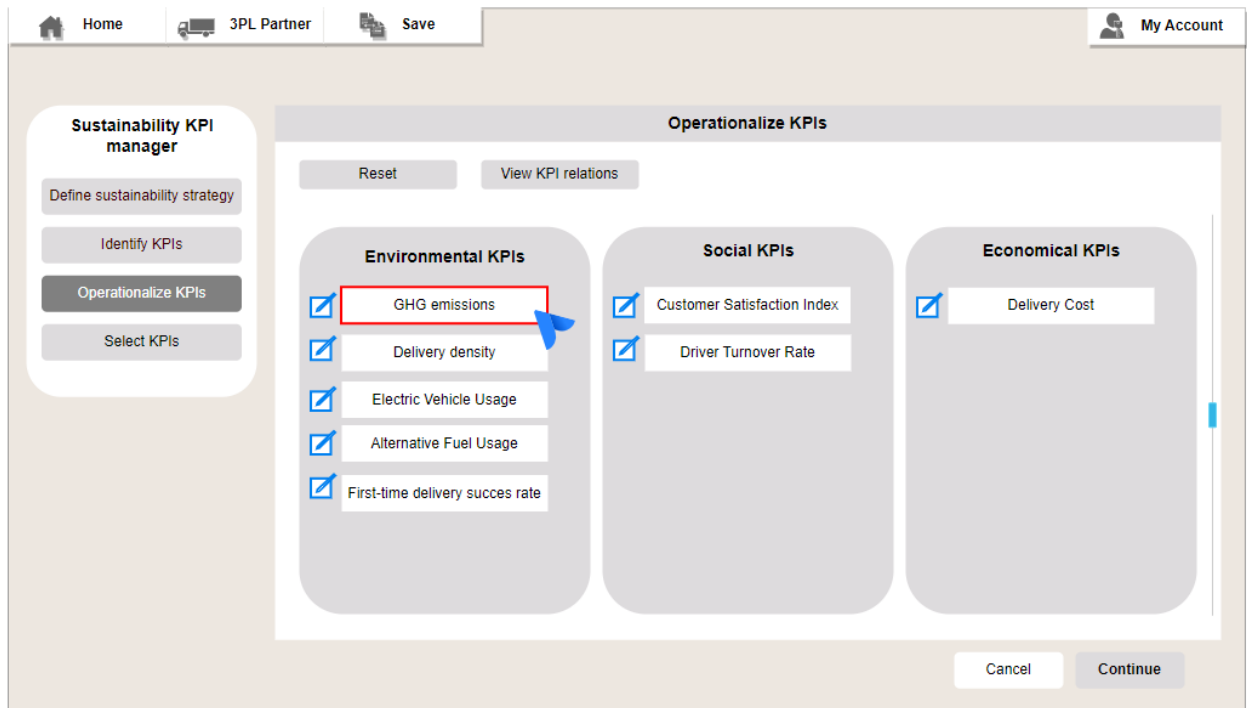 Home
3PL Partner
Save
My Account
Sustainability KPI
manager
Define sustainability strategy
Identify KPIs
Operationalize KPIs
Select KPIs
Operationalize KPIs
Reset
View KPI relations
Environmental KPIs
GHG emissions
Delivery density
Electric Vehicle Usage
Alternative Fuel Usage
First-time delivery succes rate
Social KPIs
Customer Satisfaction Index
Driver Turnover Rate
Economical KPIs
Delivery Cost
Cancel
Continue